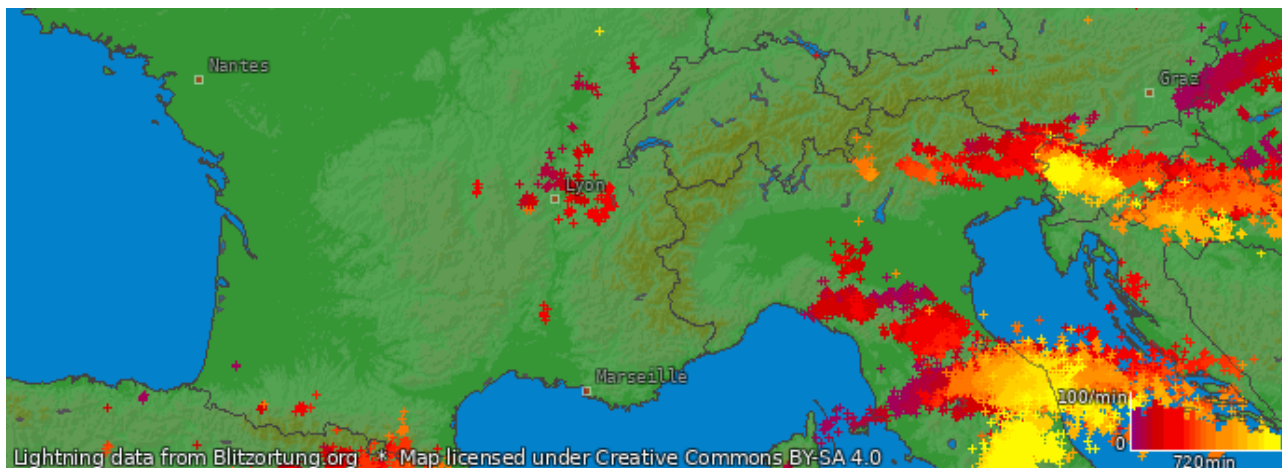 Nantes
Graz
Lyon
Marseille
100/min
0
720min
Lightning data from Blitzortung.org * Map licensed under Creative Commons BY-SA 4.0